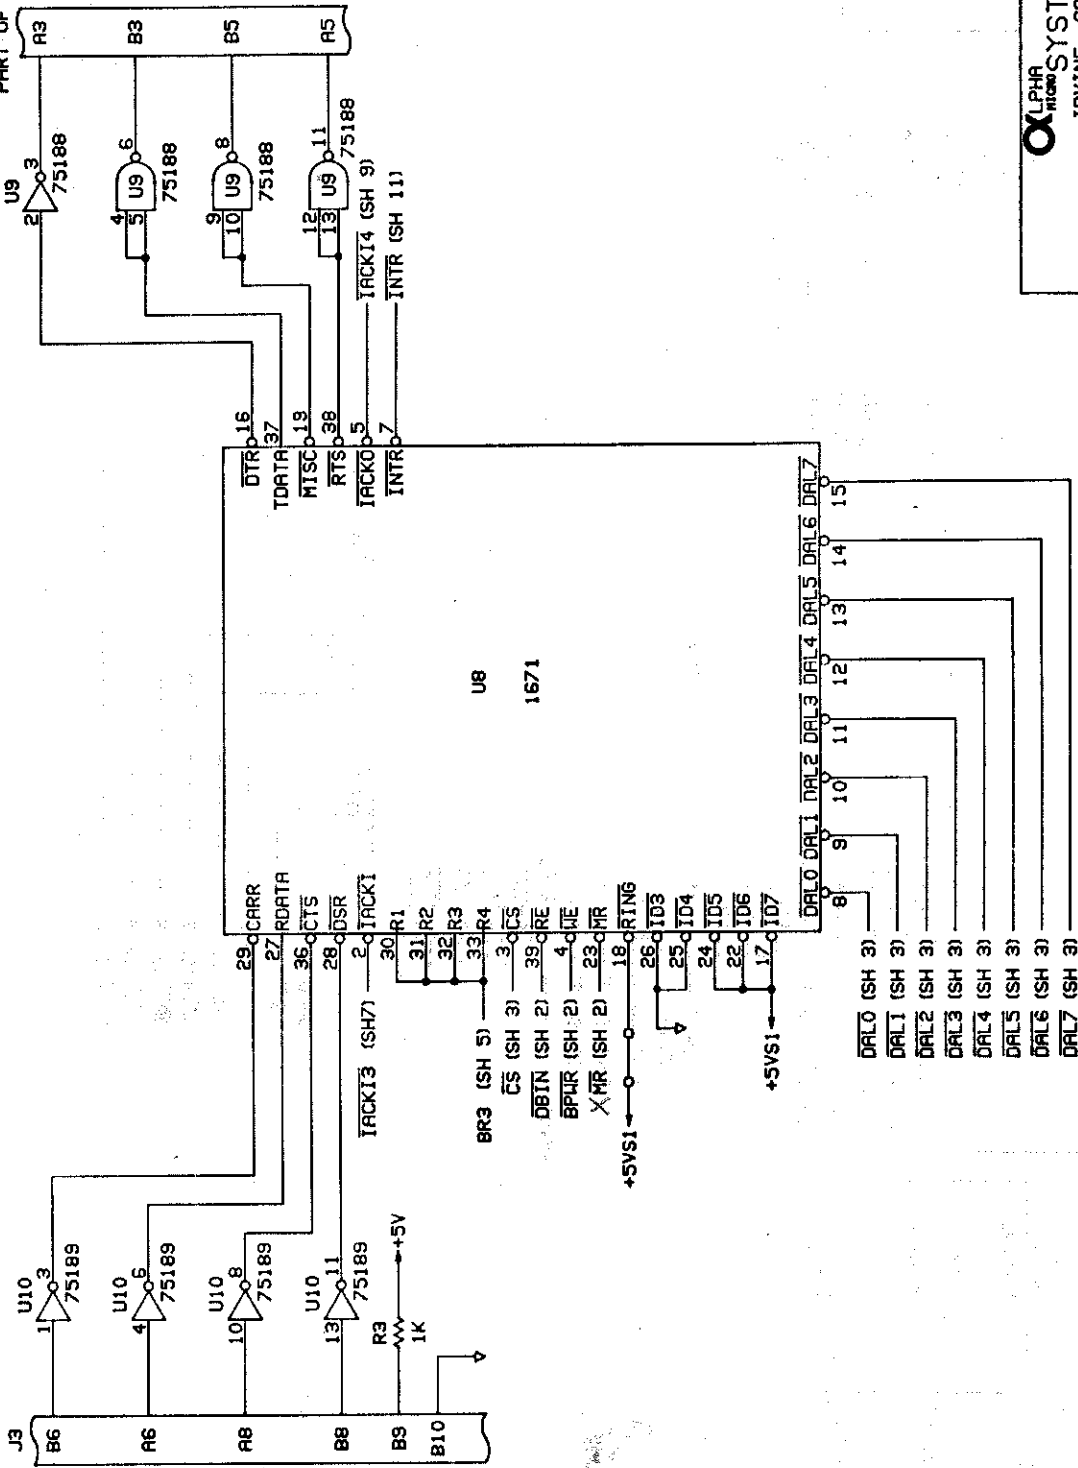 J3
B6
A6
A8
B8
B9
B10
U10
1
3
75189
U10
4
6
75189
U10
10
8
75189
U10
13
11
75189
R3
1K
+5V
29 CARR
27 RDATA
36 CTS
28 DSR
IACKI3 (SH7) 2 IACKI
30 R1
31 R2
32 R3
33 R4
BR3 (SH 5)
CS (SH 3) 3 CS
DBIN (SH 2) 39 RE
BPWR (SH 2) 4 WE
XMR (SH 2) 23 MR
+5VS1 18 RING
26 ID3
25 ID4
24 ID5
22 ID6
17 ID7
+5VS1
U8
1671
DTR 16
TDATA 37
MISC 19
RTS 38
IACKO 5
INTR 7
IACKI4 (SH 9)
INTR (SH 11)
U9
2
3
75188
4
5
U9
6
75188
9
10
U9
8
75188
12
13
U9
11
75188
PART OF
A3
B3
B5
A5
DAL0 DAL1 DAL2 DAL3 DAL4 DAL5 DAL6 DAL7
8 9 10 11 12 13 14 15
DAL0 (SH 3)
DAL1 (SH 3)
DAL2 (SH 3)
DAL3 (SH 3)
DAL4 (SH 3)
DAL5 (SH 3)
DAL6 (SH 3)
DAL7 (SH 3)
ALPHA
MICRO SYST